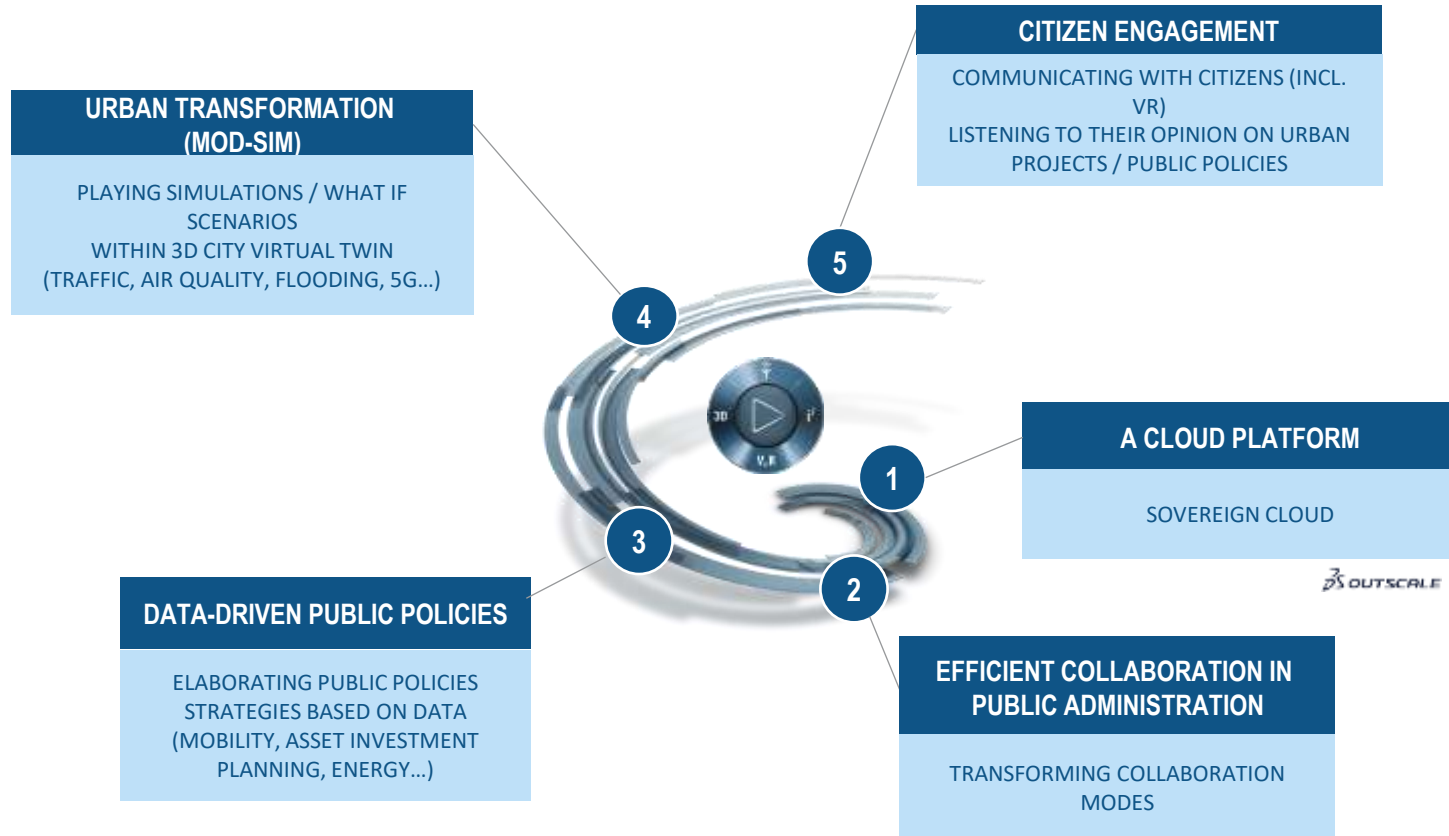 CITIZEN ENGAGEMENT
COMMUNICATING WITH CITIZENS (INCL.
VR)
LISTENING TO THEIR OPINION ON URBAN
PROJECTS / PUBLIC POLICIES
URBAN TRANSFORMATION
(MOD-SIM)
PLAYING SIMULATIONS / WHAT IF
SCENARIOS
WITHIN 3D CITY VIRTUAL TWIN
(TRAFFIC, AIR QUALITY, FLOODING, 5G…)
5
4
3D
V,R
1
A CLOUD PLATFORM
SOVEREIGN CLOUD
OUTSCALE
3
2
DATA-DRIVEN PUBLIC POLICIES
ELABORATING PUBLIC POLICIES
STRATEGIES BASED ON DATA
(MOBILITY, ASSET INVESTMENT
PLANNING, ENERGY…)
EFFICIENT COLLABORATION IN
PUBLIC ADMINISTRATION
TRANSFORMING COLLABORATION
MODES